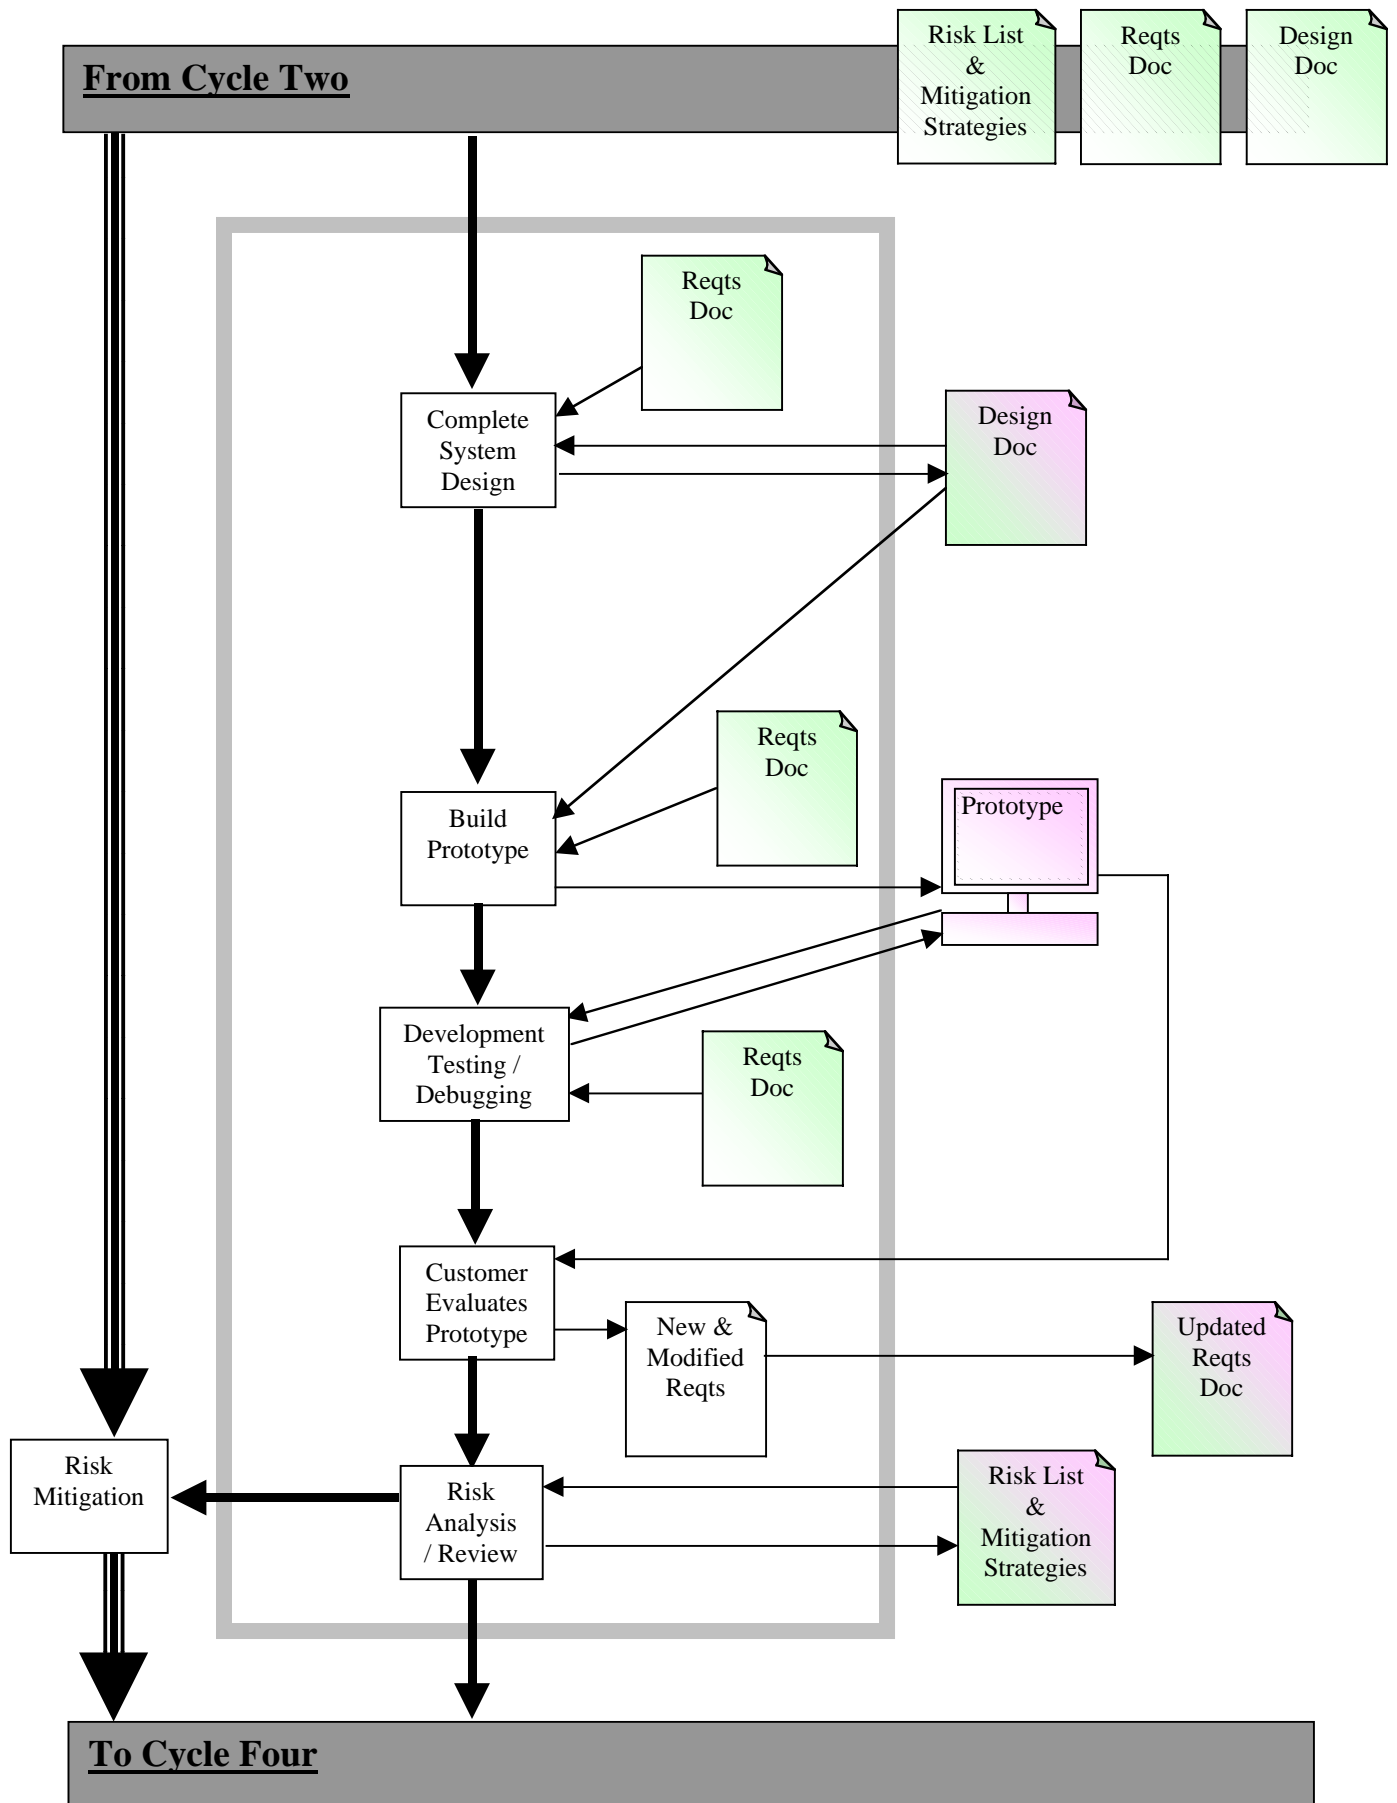 From Cycle Two
Risk List
&
Mitigation
Strategies
Reqts
Doc
Design
Doc
Reqts
Doc
Complete
System
Design
Design
Doc
Reqts
Doc
Build
Prototype
Prototype
Development
Testing /
Debugging
Reqts
Doc
Customer
Evaluates
Prototype
New &
Modified
Reqts
Updated
Reqts
Doc
Risk
Mitigation
Risk
Analysis
/ Review
Risk List
&
Mitigation
Strategies
To Cycle Four